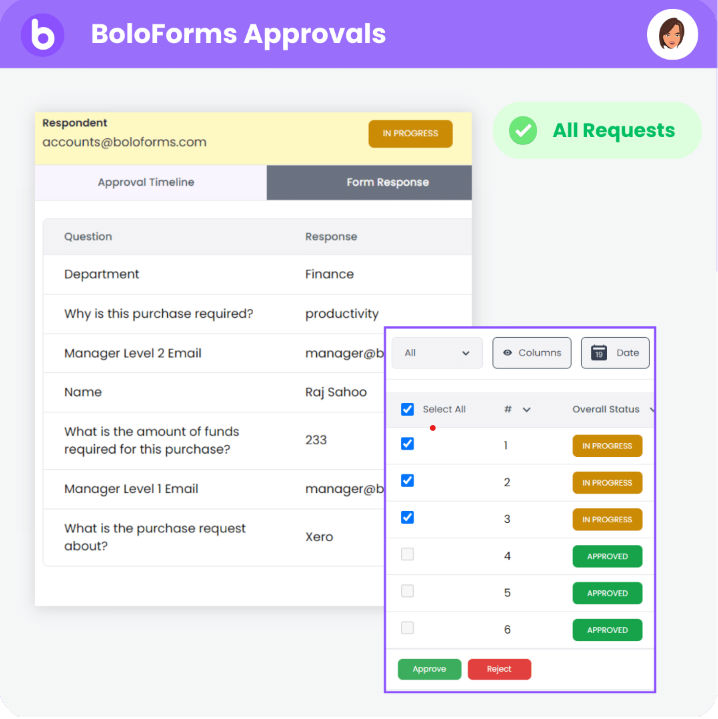 b BoloForms Approvals
Respondent
accounts@boloforms.com
IN PROGRESS
All Requests
Approval Timeline Form Response
Question Response
Department Finance
Why is this purchase required? productivity
Manager Level 2 Email manager@b
Name Raj Sahoo
What is the amount of funds
required for this purchase?
233
Manager Level 1 Email manager@b
What is the purchase request
about?
Xero
All Columns 19 Date
Select All # Overall Status
1 IN PROGRESS
2 IN PROGRESS
3 IN PROGRESS
4 APPROVED
5 APPROVED
6 APPROVED
Approve Reject